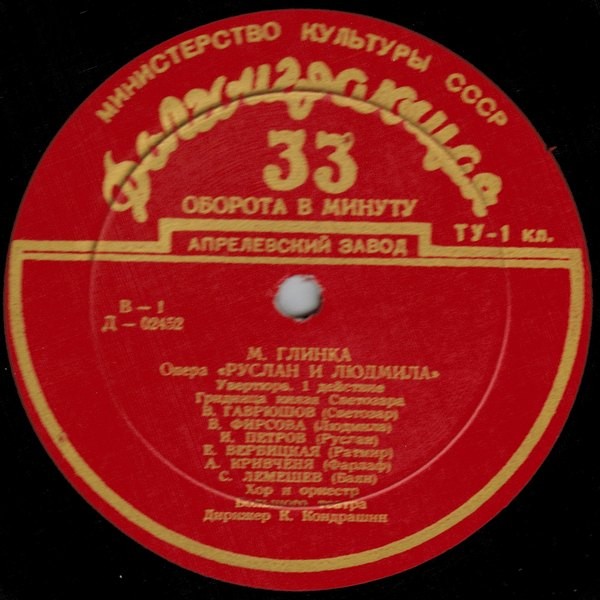 МИНИСТЕРСТВО КУЛЬТУРЫ СССР
Долгоиграющая
33
ОБОРОТА В МИНУТУ
ТУ-1 кл.
АПРЕЛЕВСКИЙ ЗАВОД
В – 1
Д – 02452
М. ГЛИНКА
Опера «РУСЛАН И ЛЮДМИЛА»
Увертюра. 1 действие
Гридница князя Светозара
В. ГАВРЮШОВ (Светозар)
В. ФИРСОВА (Людмила)
И. ПЕТРОВ (Руслан)
Е. ВЕРБИЦКАЯ (Ратмир)
А. КРИВЧЕНЯ (Фарлаф)
С. ЛЕМЕШЕВ (Баян)
Хор и оркестр
Большого театра
Дирижер К. Кондрашин